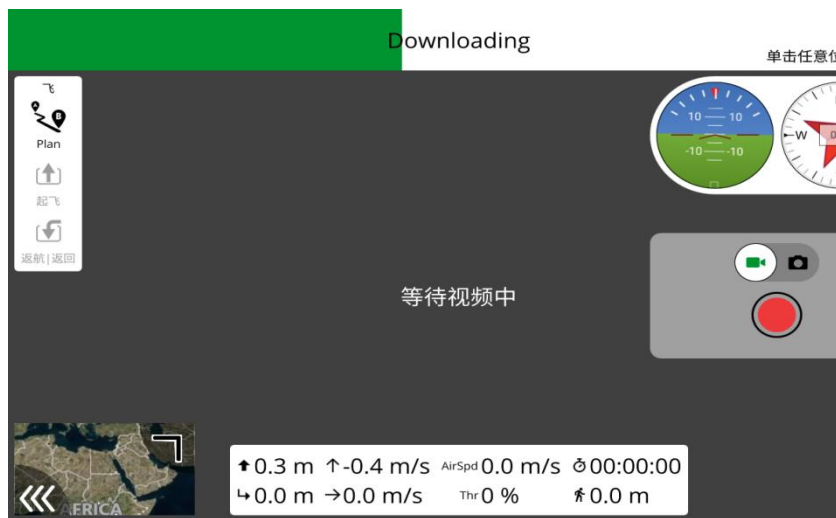 Downloading
单击任意位
飞
Plan
起飞
返航|返回
10 10
-10 -10
W 0
等待视频中
AFRICA
0.3 m -0.4 m/s AirSpd 0.0 m/s 00:00:00
0.0 m 0.0 m/s Thr 0 % 0.0 m